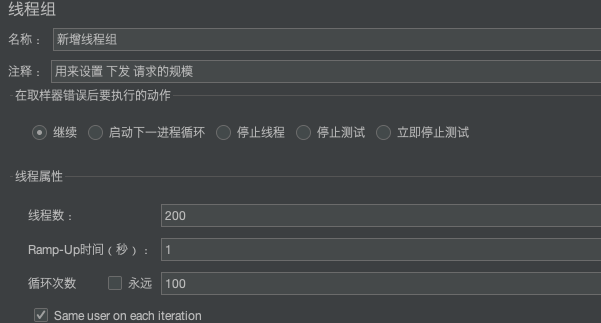 线程组
名称： 新增线程组
注释： 用来设置 下发 请求的规模
在取样器错误后要执行的动作
继续 启动下一进程循环 停止线程 停止测试 立即停止测试
线程属性
线程数： 200
Ramp-Up时间（秒）： 1
循环次数 永远 100
Same user on each iteration